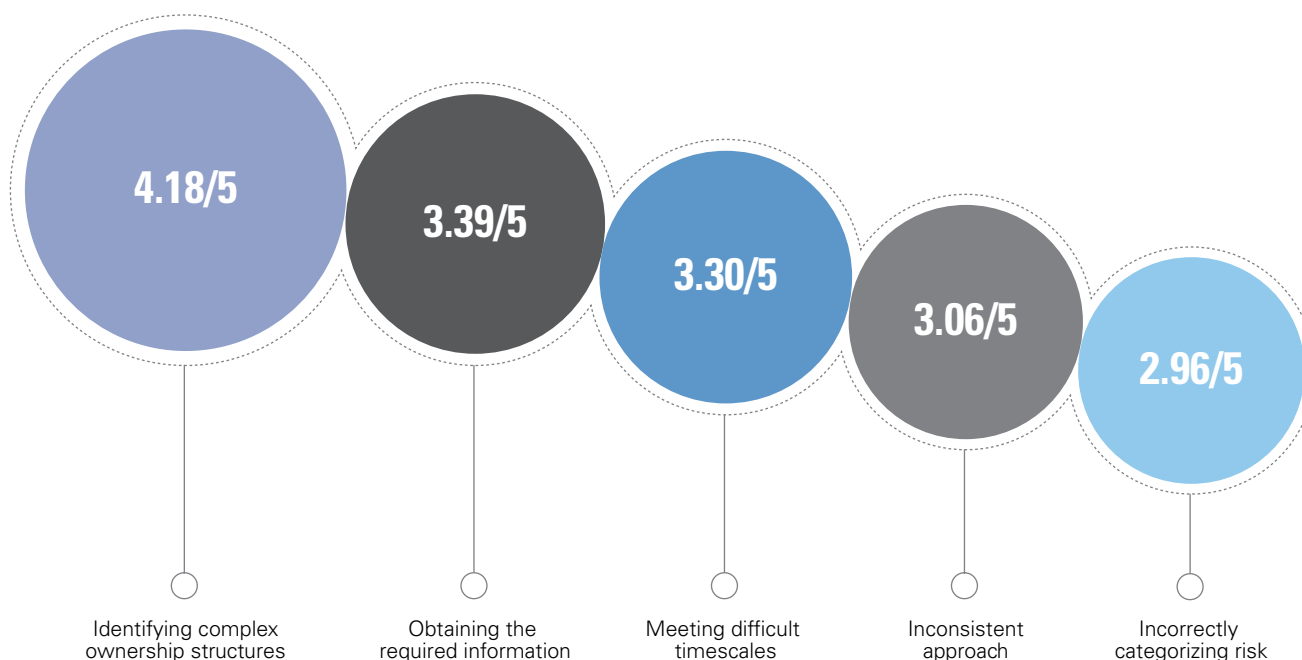 4.18/5
3.39/5
3.30/5
3.06/5
2.96/5
Identifying complex
ownership structures
Obtaining the
required information
Meeting difficult
timescales
Inconsistent
approach
Incorrectly
categorizing risk